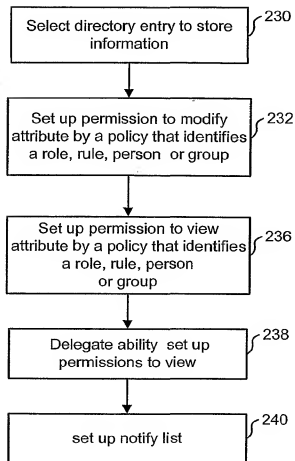 230
Select directory entry to store
information
232
Set up permission to modify
attribute by a policy that identifies
a role, rule, person or group
236
Set up permission to view
attribute by a policy that identifies
a role, rule, person
or group
238
Delegate ability set up
permissions to view
240
set up notify list